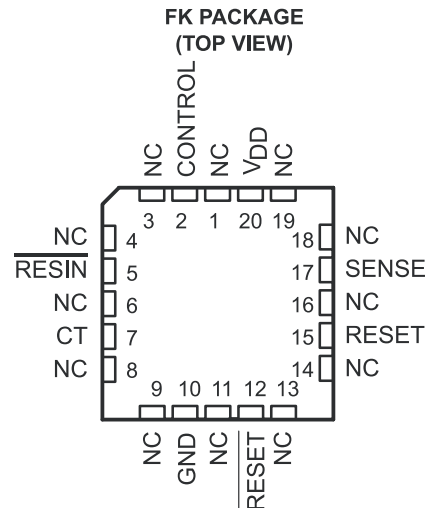 FK PACKAGE
(TOP VIEW)
NC
CONTROL
NC
VDD
NC
3 2 1 20 19
NC 4 18 NC
RESIN 5 17 SENSE
NC 6 16 NC
CT 7 15 RESET
NC 8 14 NC
9 10 11 12 13
NC
GND
NC
RESET
NC